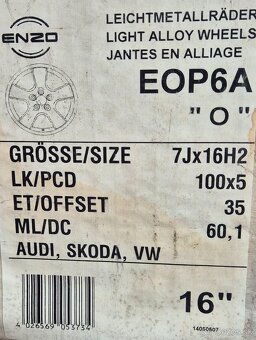 ENZO
LEICHTMETALLRÄDER
LIGHT ALLOY WHEELS
JANTES EN ALLIAGE
EOP6A
"O"
GRÖSSE/SIZE 7Jx16H2
LK/PCD 100x5
ET/OFFSET 35
ML/DC 60,1
AUDI, SKODA, VW
16"
4 026569 053734
14050607